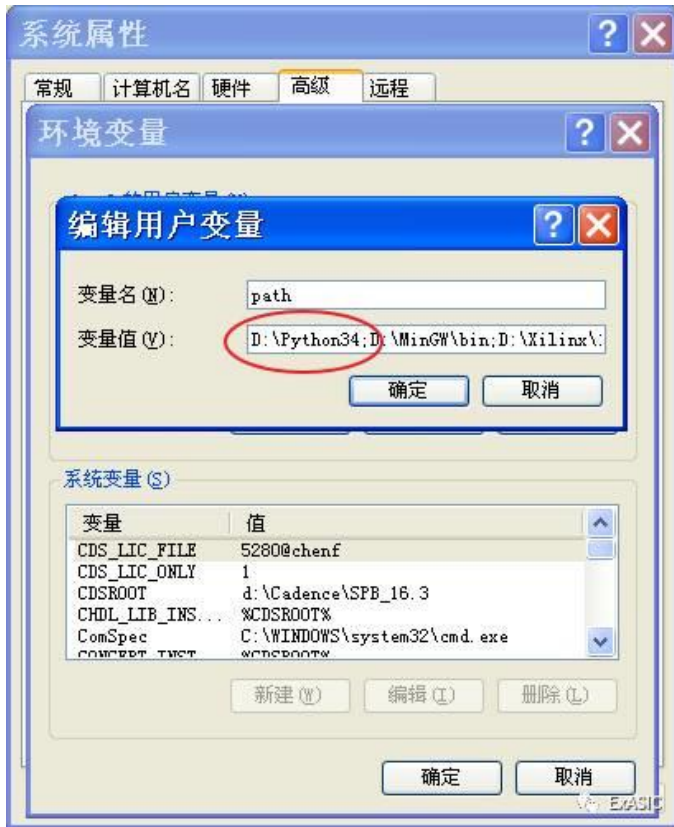 系统属性
常规 计算机名 硬件 高级 远程
环境变量
编辑用户变量
变量名(N): path
变量值(V): D:\Python34;D:\MinGW\bin;D:\Xilinx\
确定 取消
系统变量(S)
变量 值
CDS_LIC_FILE 5280@chenf
CDS_LIC_ONLY 1
CDSROOT d:\Cadence\SPB_16.3
CHDL_LIB_INS... %CDSROOT%
ComSpec C:\WINDOWS\system32\cmd.exe
CONCEPT_INST %CDSROOT%
新建(W) 编辑(I) 删除(L)
确定 取消
ExASIC